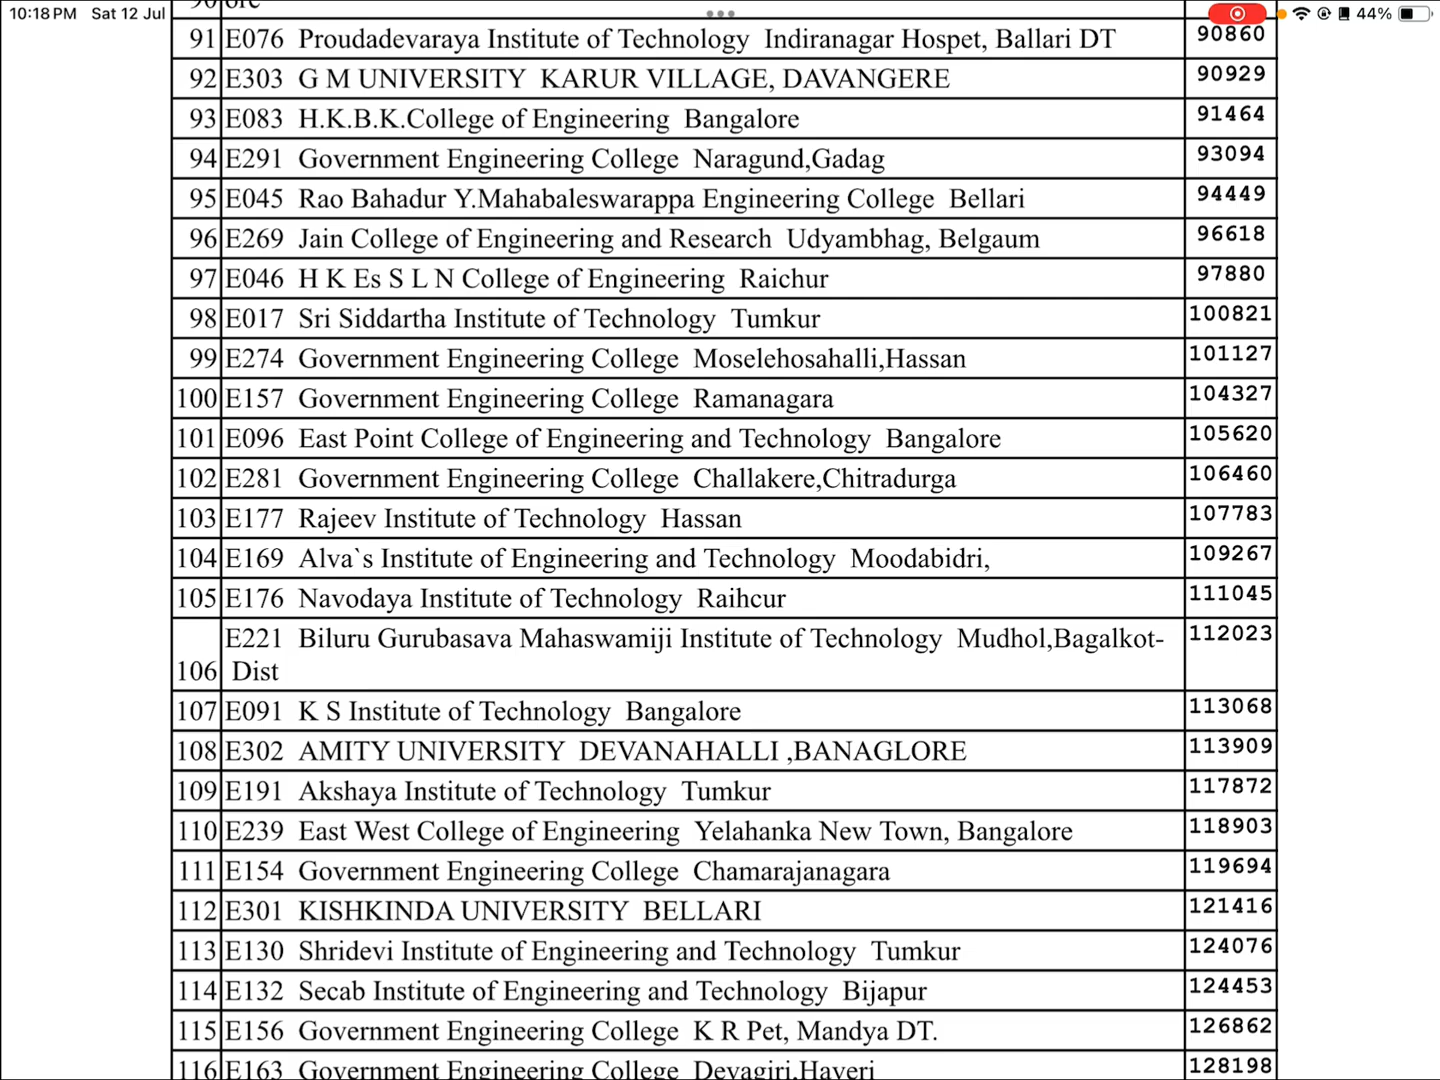 10:18 PM Sat 12 Jul 44%
90 ore
91 E076 Proudadevaraya Institute of Technology Indiranagar Hospet, Ballari DT 90860
92 E303 G M UNIVERSITY KARUR VILLAGE, DAVANGERE 90929
93 E083 H.K.B.K.College of Engineering Bangalore 91464
94 E291 Government Engineering College Naragund,Gadag 93094
95 E045 Rao Bahadur Y.Mahabaleswarappa Engineering College Bellari 94449
96 E269 Jain College of Engineering and Research Udyambhag, Belgaum 96618
97 E046 H K Es S L N College of Engineering Raichur 97880
98 E017 Sri Siddartha Institute of Technology Tumkur 100821
99 E274 Government Engineering College Moselehosahalli,Hassan 101127
100 E157 Government Engineering College Ramanagara 104327
101 E096 East Point College of Engineering and Technology Bangalore 105620
102 E281 Government Engineering College Challakere,Chitradurga 106460
103 E177 Rajeev Institute of Technology Hassan 107783
104 E169 Alva`s Institute of Engineering and Technology Moodabidri, 109267
105 E176 Navodaya Institute of Technology Raihcur 111045
E221 Biluru Gurubasava Mahaswamiji Institute of Technology Mudhol,Bagalkot- 112023
106 Dist
107 E091 K S Institute of Technology Bangalore 113068
108 E302 AMITY UNIVERSITY DEVANAHALLI ,BANAGLORE 113909
109 E191 Akshaya Institute of Technology Tumkur 117872
110 E239 East West College of Engineering Yelahanka New Town, Bangalore 118903
111 E154 Government Engineering College Chamarajanagara 119694
112 E301 KISHKINDA UNIVERSITY BELLARI 121416
113 E130 Shridevi Institute of Engineering and Technology Tumkur 124076
114 E132 Secab Institute of Engineering and Technology Bijapur 124453
115 E156 Government Engineering College K R Pet, Mandya DT. 126862
116 E163 Government Engineering College Devagiri,Haveri 128198